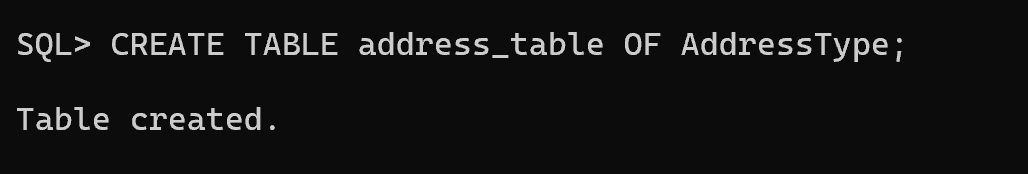 SQL> CREATE TABLE address_table OF AddressType;
Table created.